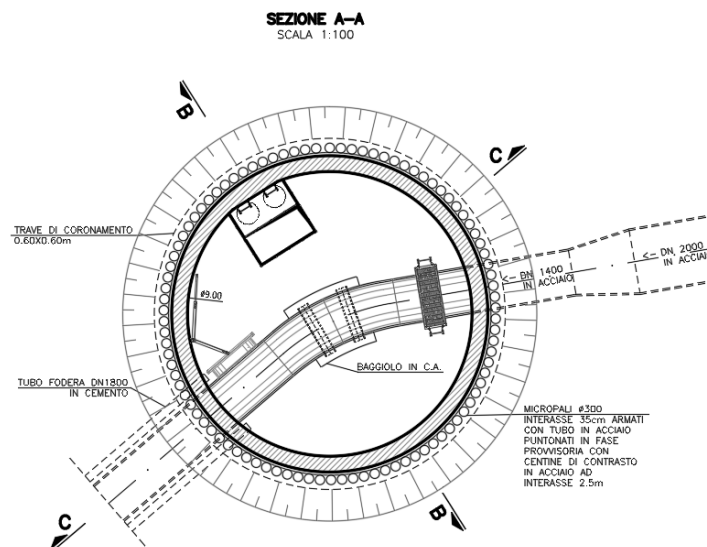 SEZIONE A–A
SCALA 1:100
B
C
TRAVE DI CORONAMENTO
0.60X0.60m
<- DN 2000
IN ACCIAIO
<- DN 1400
IN ACCIAIO
ø9.00
BAGGIOLO IN C.A.
TUBO FODERA DN1800
IN CEMENTO
MICROPALI ø300
INTERASSE 35cm ARMATI
CON TUBO IN ACCIAIO
PUNTONATI IN FASE
PROVVISORIA CON
CENTINE DI CONTRASTO
IN ACCIAIO AD
INTERASSE 2.5m
C
B